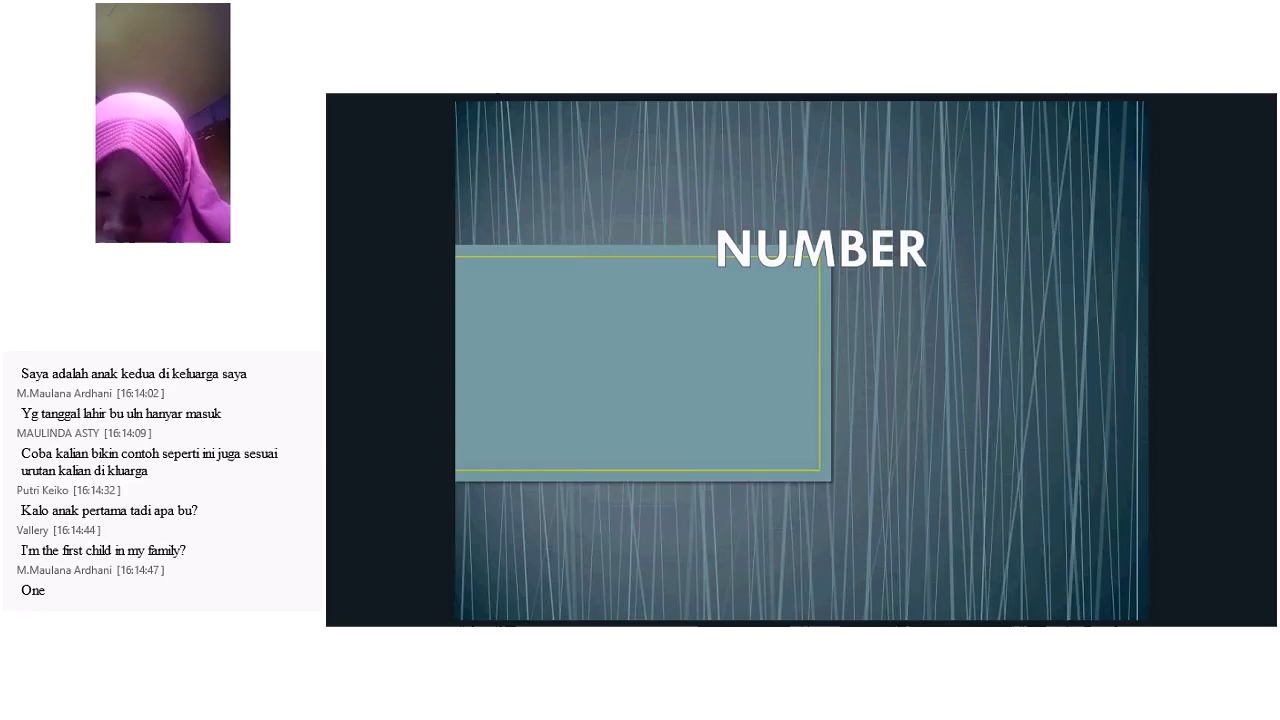 NUMBER
Saya adalah anak kedua di keluarga saya
M.Maulana Ardhani [16:14:02]
Yg tanggal lahir bu uln hanyar masuk
MAULINDA ASTY [16:14:09]
Coba kalian bikin contoh seperti ini juga sesuai
urutan kalian di kluarga
Putri Keiko [16:14:32]
Kalo anak pertama tadi apa bu?
Vallery [16:14:44]
I'm the first child in my family?
M.Maulana Ardhani [16:14:47]
One